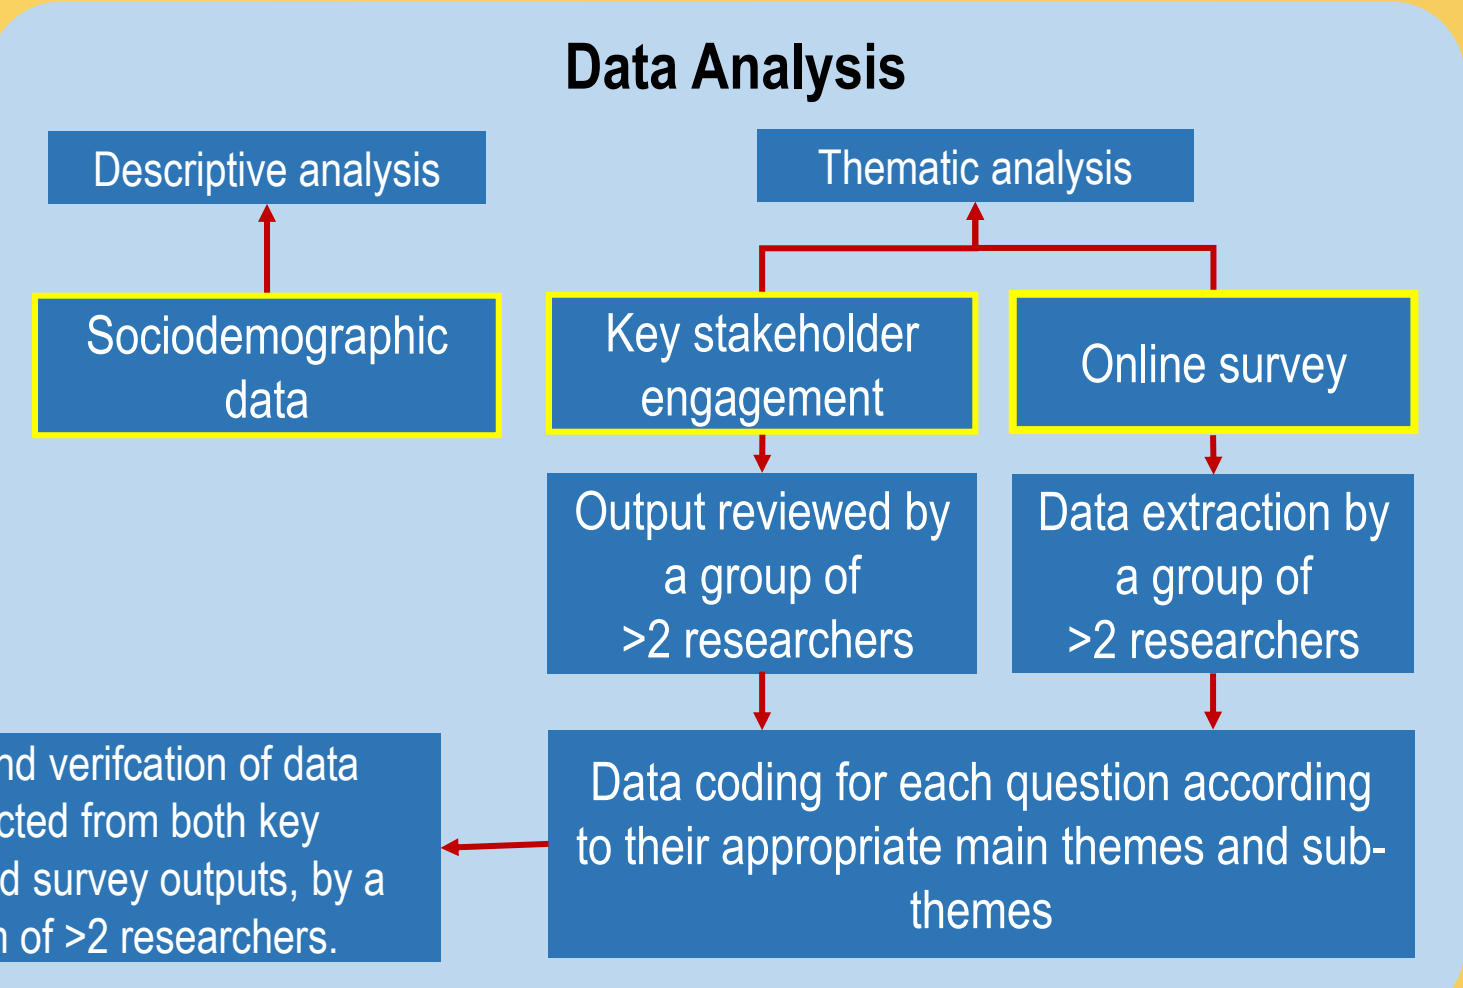 Data Analysis
Descriptive analysis
Thematic analysis
Sociodemographic
data
Key stakeholder
engagement
Online survey
Output reviewed by
a group of
>2 researchers
Data extraction by
a group of
>2 researchers
verifcation of data
from both key
survey outputs, by a
of >2 researchers.
Data coding for each question according
to their appropriate main themes and sub-
themes